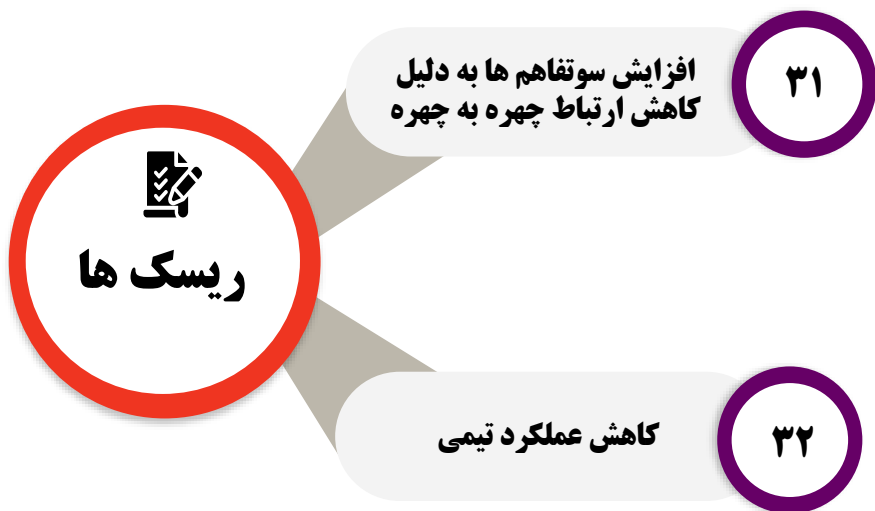 ۳۱
افزایش سوتفاهم ها به دلیل
کاهش ارتباط چهره به چهره
ریسک ها
۳۲
کاهش عملکرد تیمی